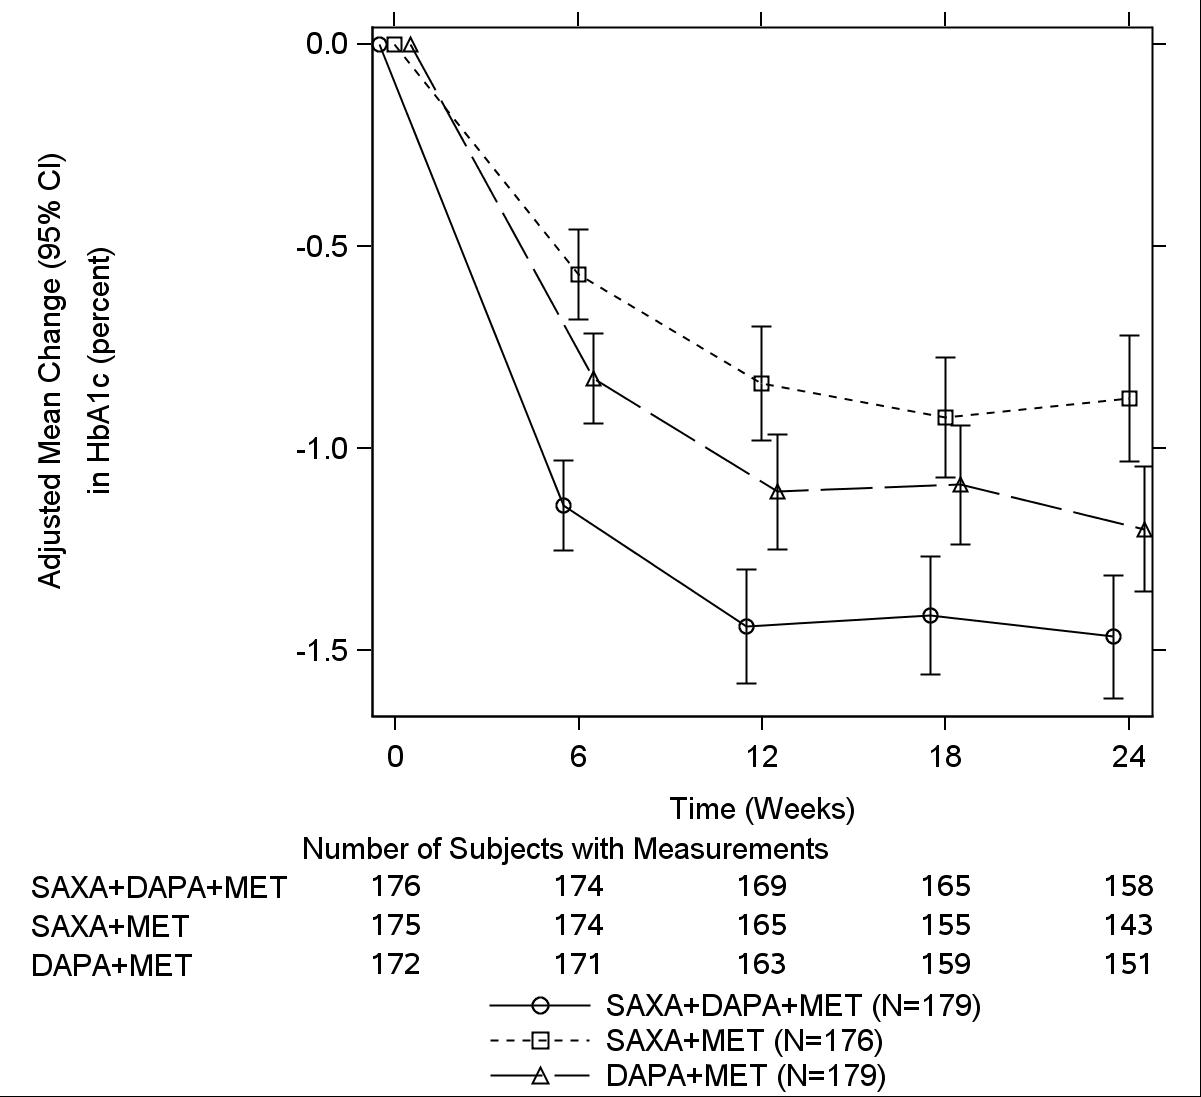 Adjusted Mean Change (95% CI)
in HbA1c (percent)
0.0
-0.5
-1.0
-1.5
0 6 12 18 24
Time (Weeks)
Number of Subjects with Measurements
SAXA+DAPA+MET 176 174 169 165 158
SAXA+MET 175 174 165 155 143
DAPA+MET 172 171 163 159 151
SAXA+DAPA+MET (N=179)
SAXA+MET (N=176)
DAPA+MET (N=179)